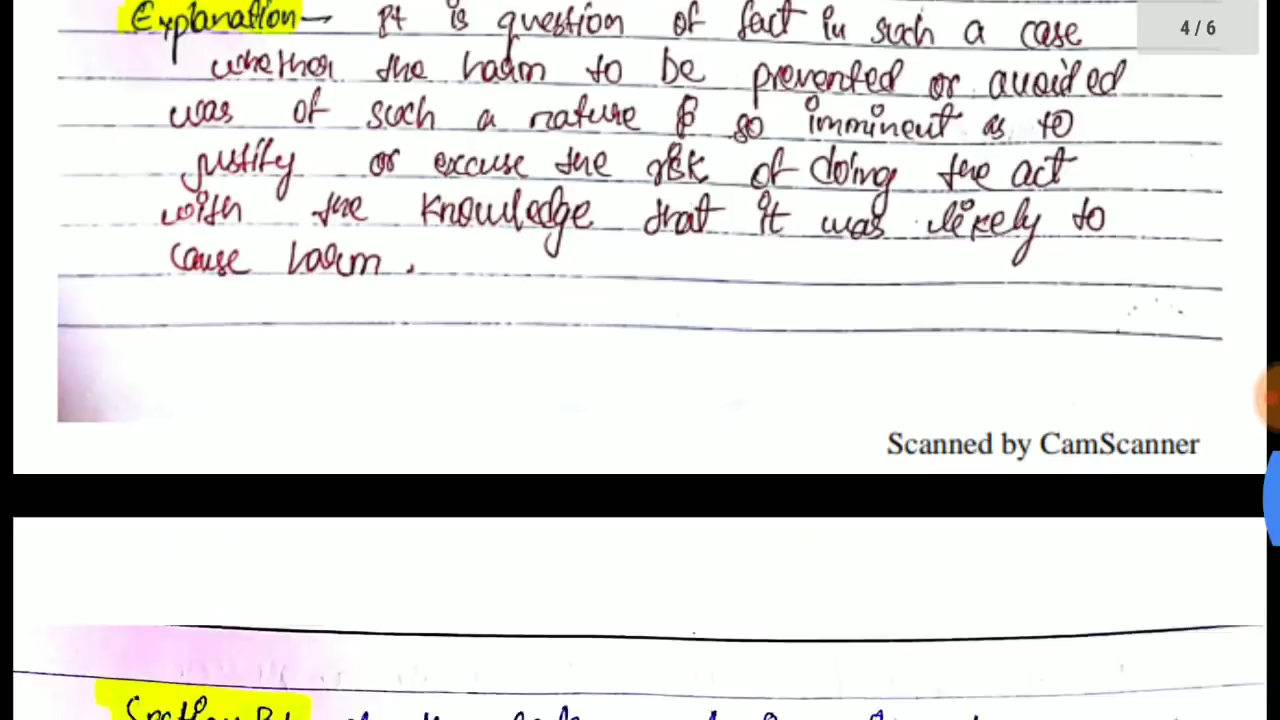 Explanation — It is question of fact in such a case
4 / 6
whether the harm to be prevented or avoided
was of such a nature & so imminent as to
justify or excuse the risk of doing the act
with the knowledge that it was likely to
cause harm.
Scanned by CamScanner
Section 81